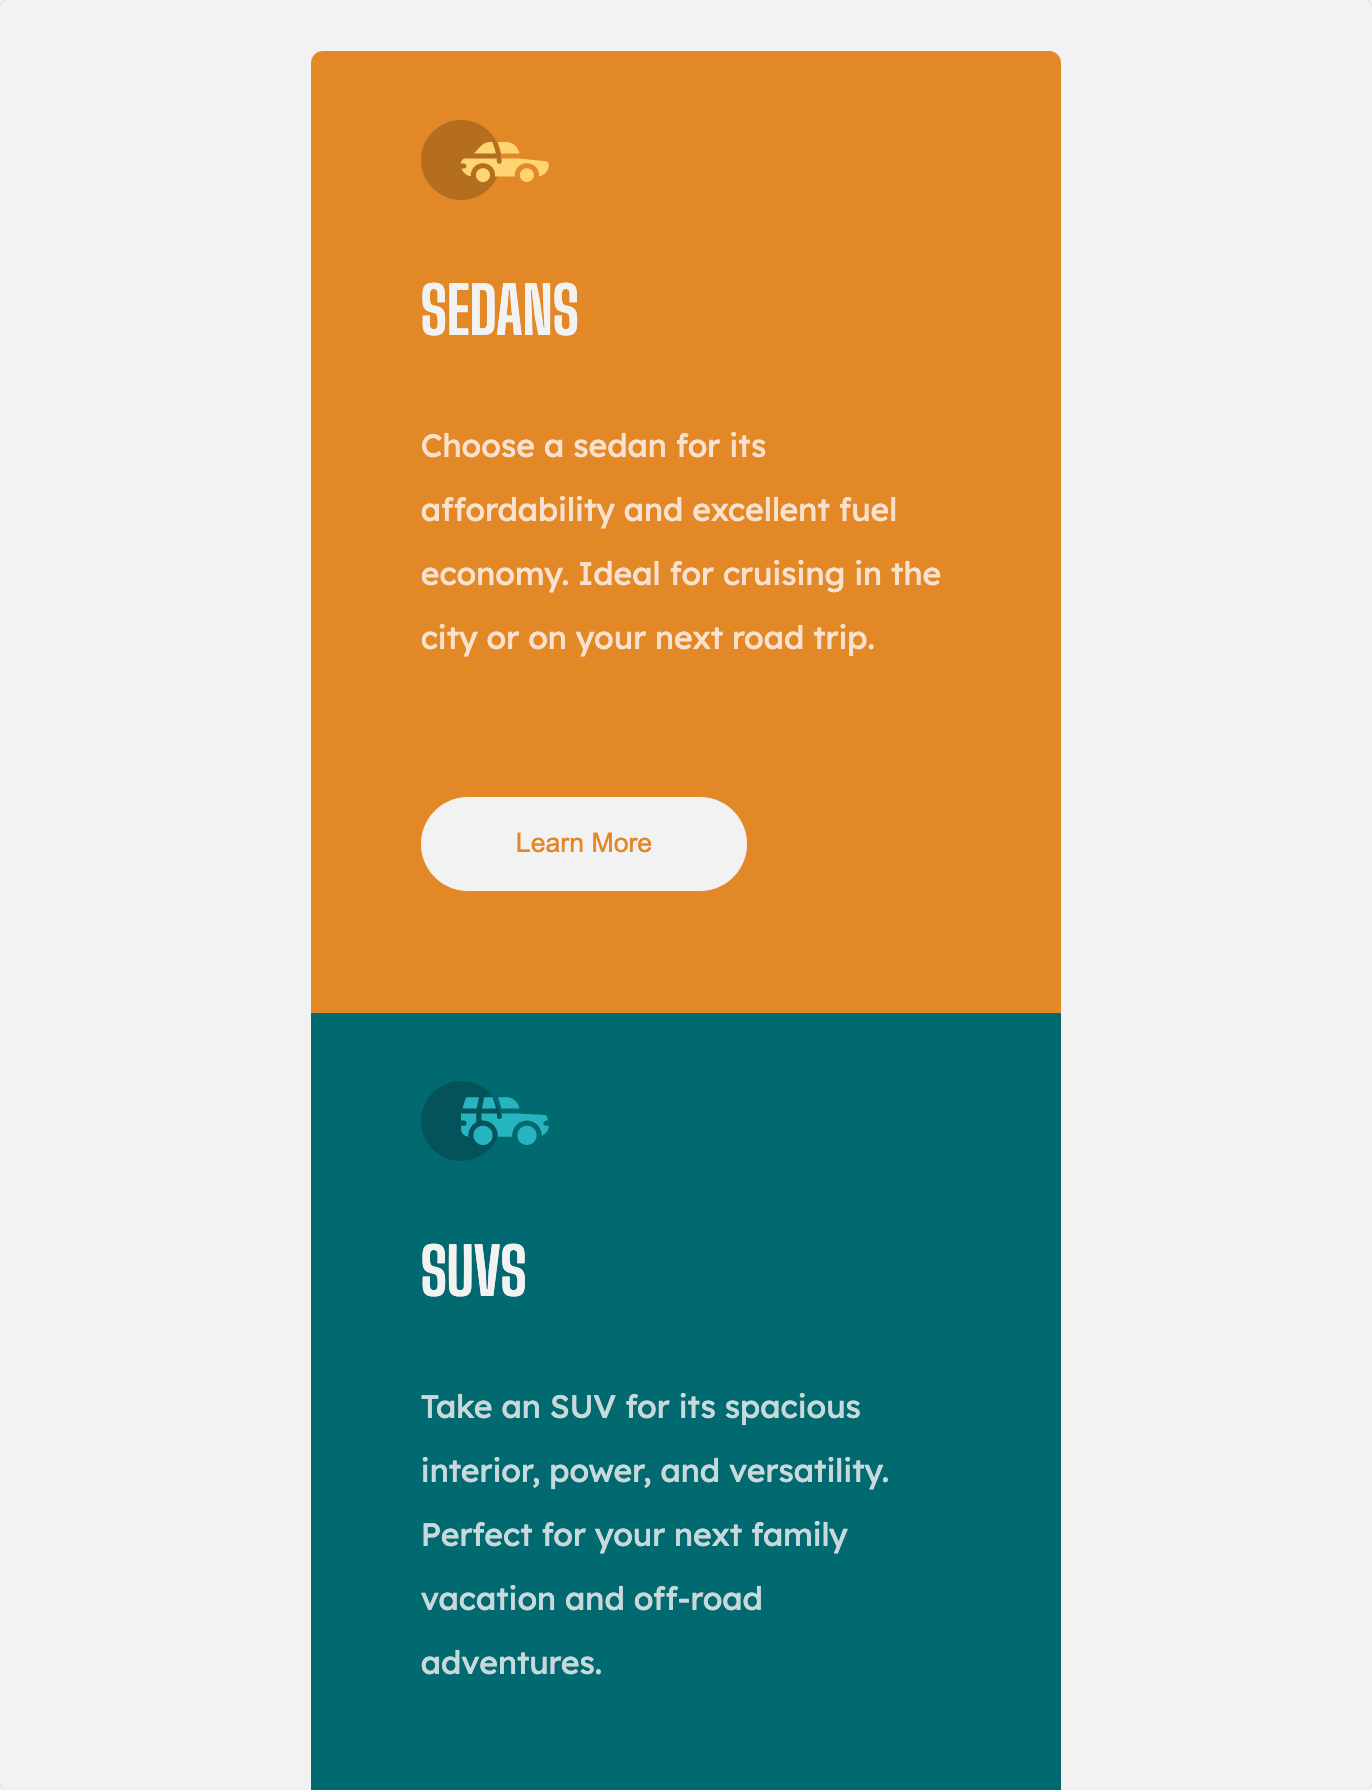 SEDANS
Choose a sedan for its
affordability and excellent fuel
economy. Ideal for cruising in the
city or on your next road trip.
Learn More
SUVS
Take an SUV for its spacious
interior, power, and versatility.
Perfect for your next family
vacation and off-road
adventures.